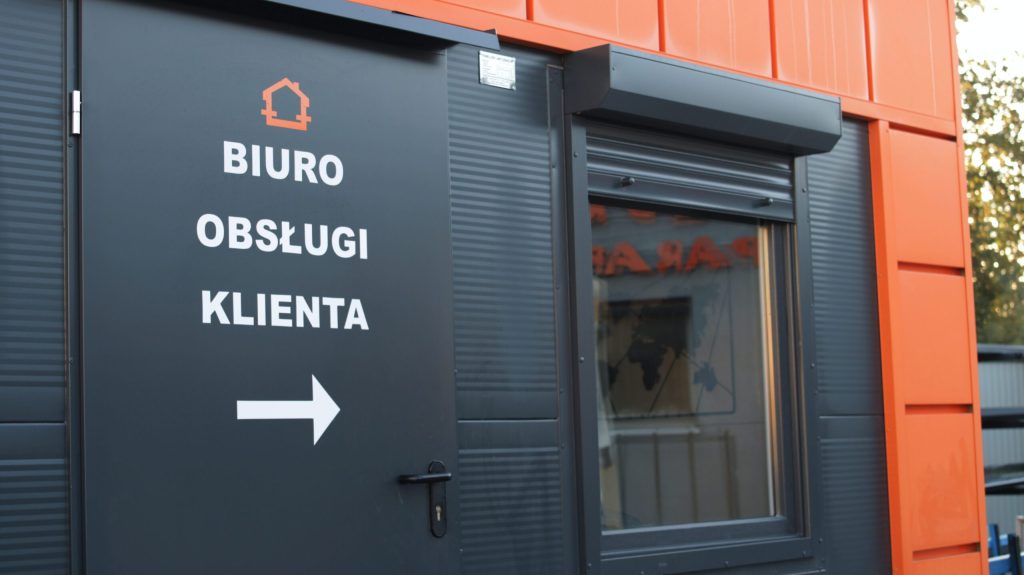 BIURO
OBSŁUGI
KLIENTA